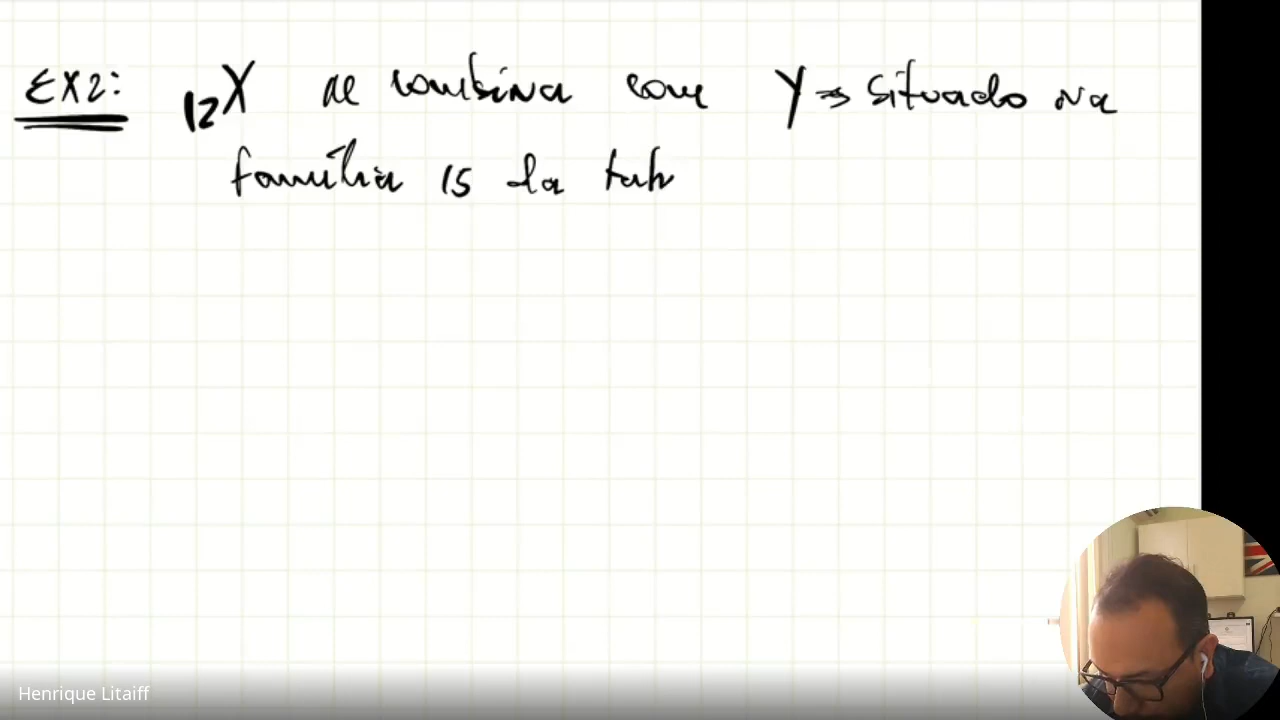 EX2: ₁₂X se combina com Y → situado na
família 15 da tab
Henrique Litaiff